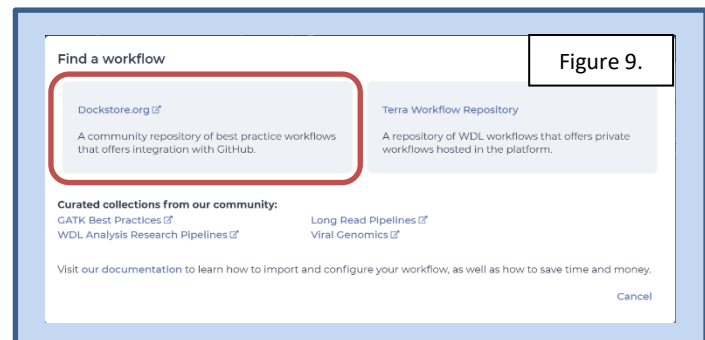 Find a workflow
Figure 9.
Dockstore.org
A community repository of best practice workflows
that offers integration with GitHub.
Terra Workflow Repository
A repository of WDL workflows that offers private
workflows hosted in the platform.
Curated collections from our community:
GATK Best Practices
Long Read Pipelines
WDL Analysis Research Pipelines
Viral Genomics
Visit our documentation to learn how to import and configure your workflow, as well as how to save time and money.
Cancel